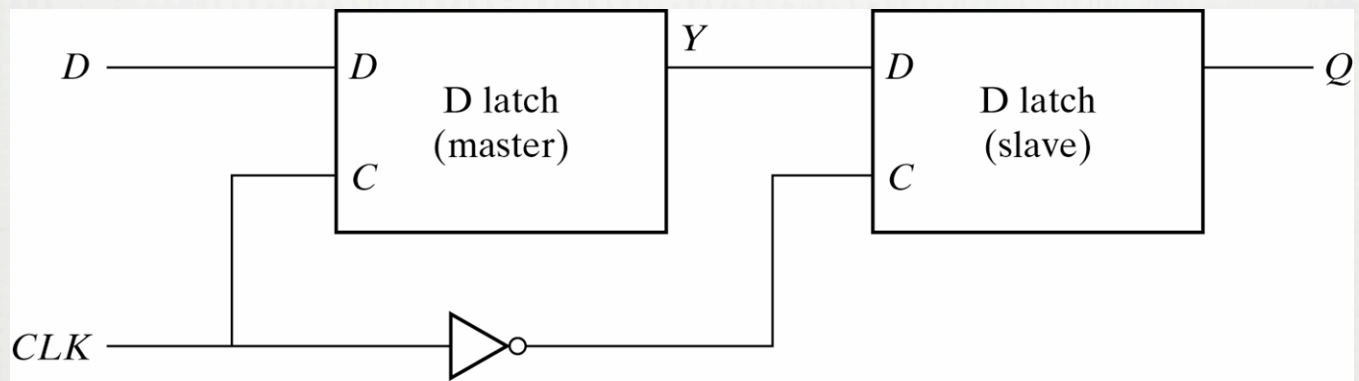 D
D
D latch
(master)
C
Y
D
D latch
(slave)
C
Q
CLK